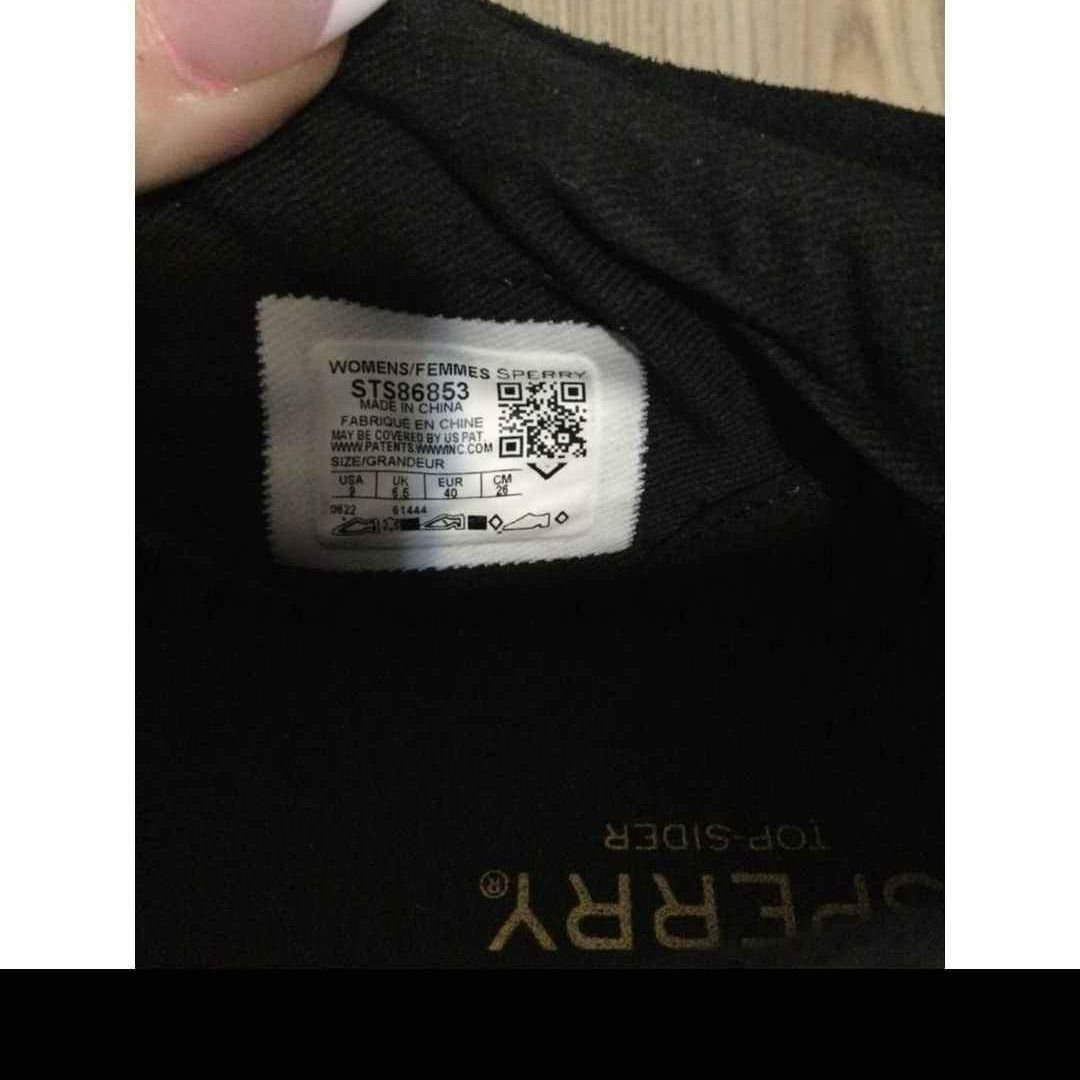 WOMENS/FEMMES SPERRY
STS86853
MADE IN CHINA
FABRIQUE EN CHINE
MAY BE COVERED BY US PAT
WWW.PATENTS.WWWINC.COM
SIZE/GRANDEUR
USA UK EUR CM
9 6.5 40 26
0622 61444
TOP-SIDER
SPERRY®